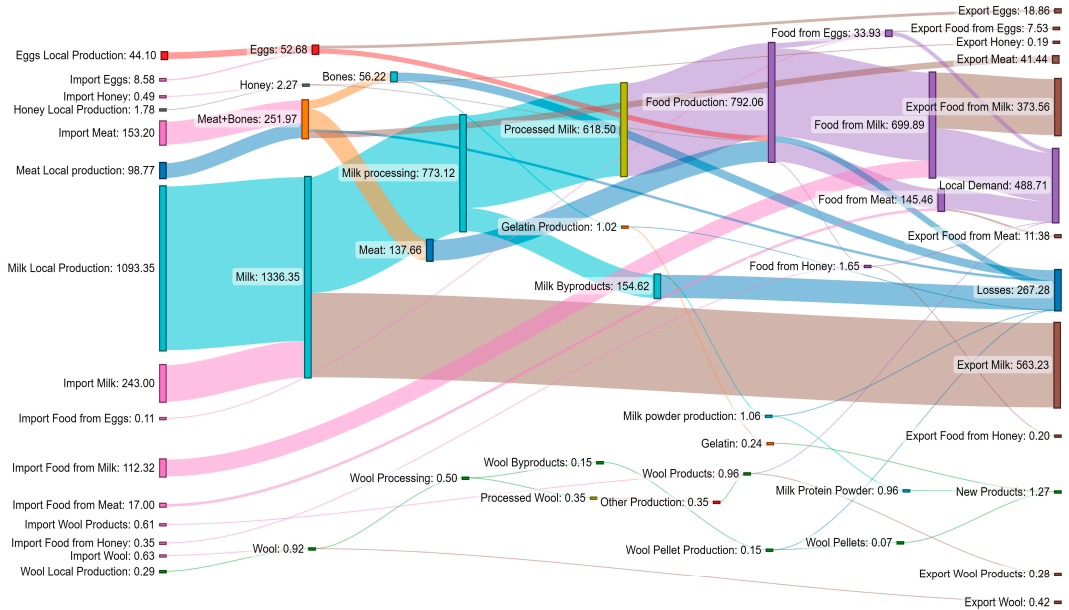 Export Eggs: 18.86
Export Food from Eggs: 7.53
Food from Eggs: 33.93
Export Honey: 0.19
Eggs: 52.68
Eggs Local Production: 44.10
Export Meat: 41.44
Import Eggs: 8.58
Bones: 56.22
Honey: 2.27
Import Honey: 0.49
Food Production: 792.06
Export Food from Milk: 373.56
Honey Local Production: 1.78
Meat+Bones: 251.97
Import Meat: 153.20
Processed Milk: 618.50
Food from Milk: 699.89
Meat Local production: 98.77
Milk processing: 773.12
Local Demand: 488.71
Food from Meat: 145.46
Gelatin Production: 1.02
Export Food from Meat: 11.38
Meat: 137.66
Milk Local Production: 1093.35
Food from Honey: 1.65
Milk: 1336.35
Milk Byproducts: 154.62
Losses: 267.28
Export Milk: 563.23
Import Milk: 243.00
Import Food from Eggs: 0.11
Milk powder production: 1.06
Export Food from Honey: 0.20
Gelatin: 0.24
Wool Byproducts: 0.15
Import Food from Milk: 112.32
Wool Products: 0.96
Wool Processing: 0.50
Milk Protein Powder: 0.96
New Products: 1.27
Processed Wool: 0.35
Other Production: 0.35
Import Food from Meat: 17.00
Import Wool Products: 0.61
Import Food from Honey: 0.35
Wool Pellets: 0.07
Wool: 0.92
Wool Pellet Production: 0.15
Import Wool: 0.63
Wool Local Production: 0.29
Export Wool Products: 0.28
Export Wool: 0.42